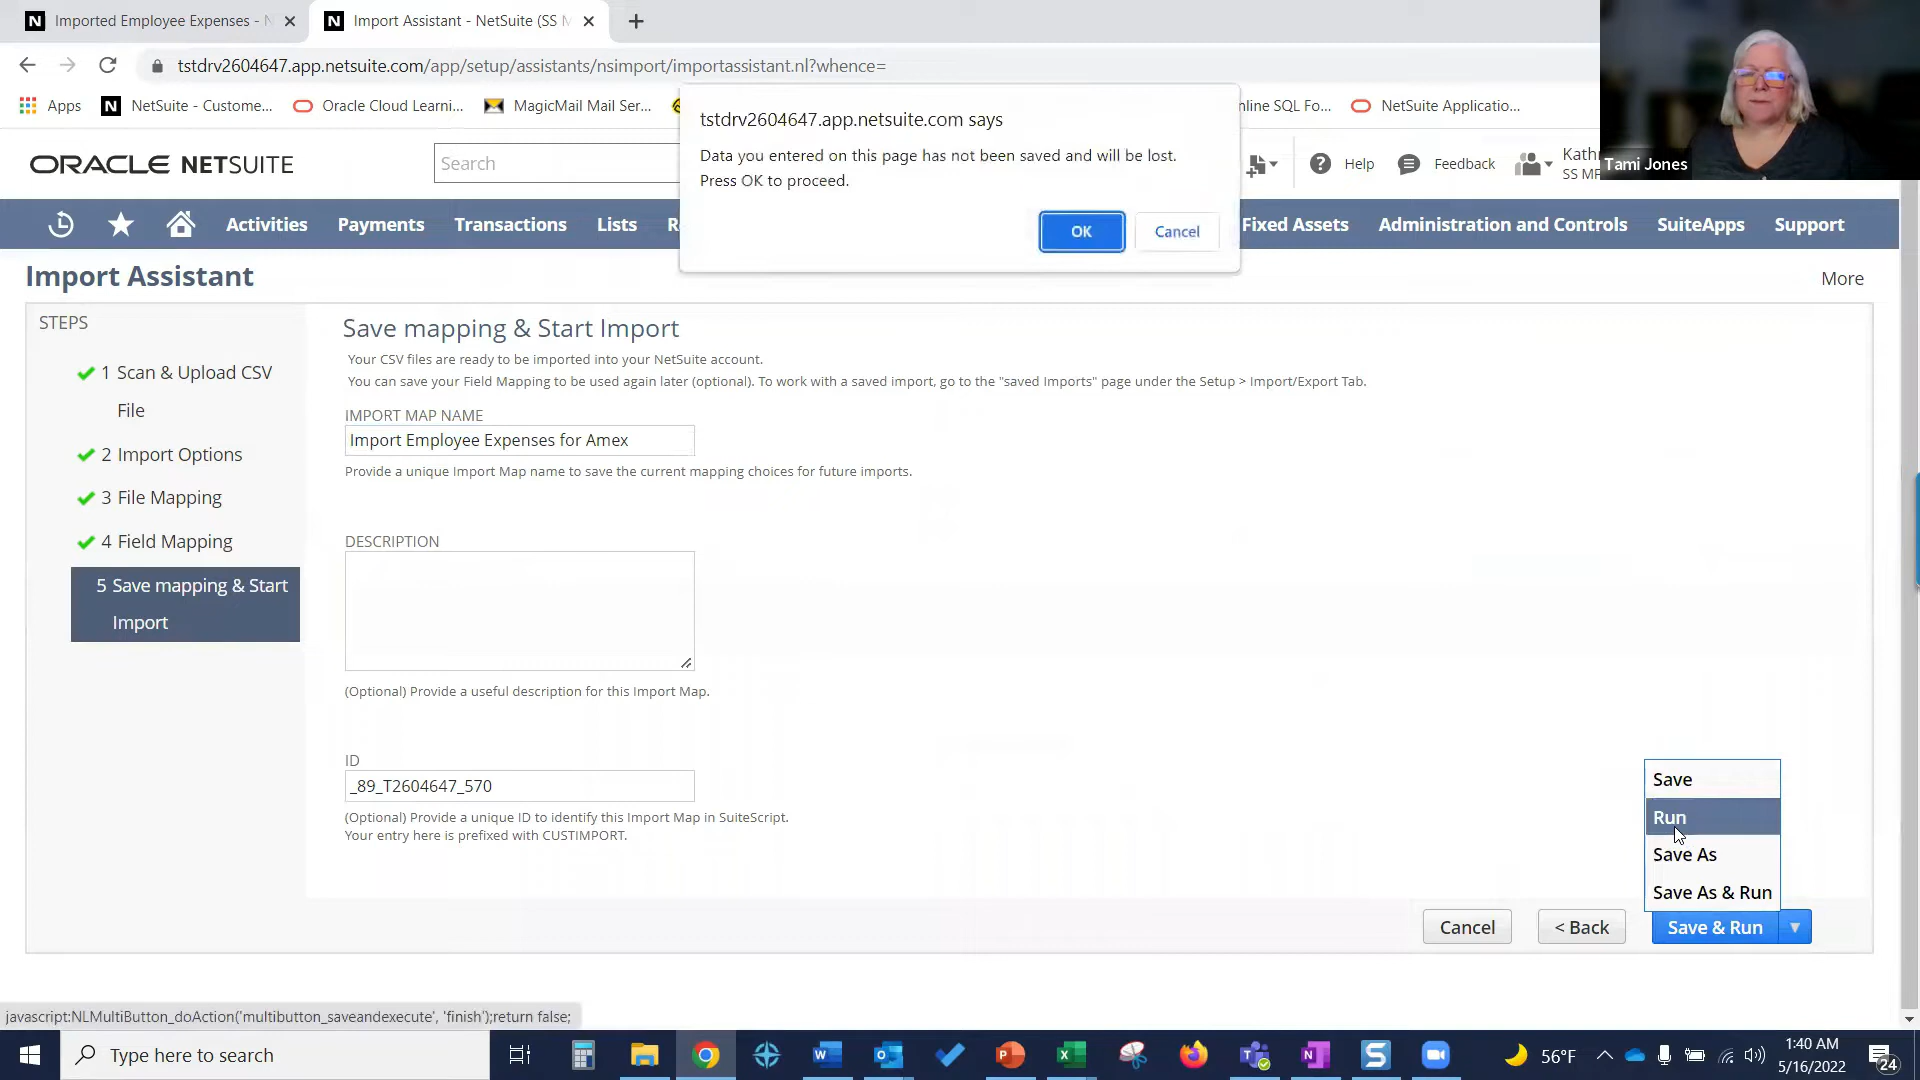 Imported Employee Expenses - N
Import Assistant - NetSuite (SS M
tstdrv2604647.app.netsuite.com/app/setup/assistants/nsimport/importassistant.nl?whence=
Apps
NetSuite - Custome...
Oracle Cloud Learni...
MagicMail Mail Ser...
nline SQL Fo...
NetSuite Applicatio...
tstdrv2604647.app.netsuite.com says
Data you entered on this page has not been saved and will be lost.
Press OK to proceed.
OK
Cancel
ORACLE NETSUITE
Search
Help
Feedback
Kath
SS MF
Tami Jones
Activities
Payments
Transactions
Lists
R
Fixed Assets
Administration and Controls
SuiteApps
Support
Import Assistant
More
STEPS
1 Scan & Upload CSV
File
2 Import Options
3 File Mapping
4 Field Mapping
5 Save mapping & Start
Import
Save mapping & Start Import
Your CSV files are ready to be imported into your NetSuite account.
You can save your Field Mapping to be used again later (optional). To work with a saved import, go to the "saved Imports" page under the Setup > Import/Export Tab.
IMPORT MAP NAME
Import Employee Expenses for Amex
Provide a unique Import Map name to save the current mapping choices for future imports.
DESCRIPTION
(Optional) Provide a useful description for this Import Map.
ID
_89_T2604647_570
(Optional) Provide a unique ID to identify this Import Map in SuiteScript.
Your entry here is prefixed with CUSTIMPORT.
Save
Run
Save As
Save As & Run
Cancel
< Back
Save & Run
javascript:NLMultiButton_doAction('multibutton_saveandexecute', 'finish');return false;
Type here to search
56°F
1:40 AM
5/16/2022
24